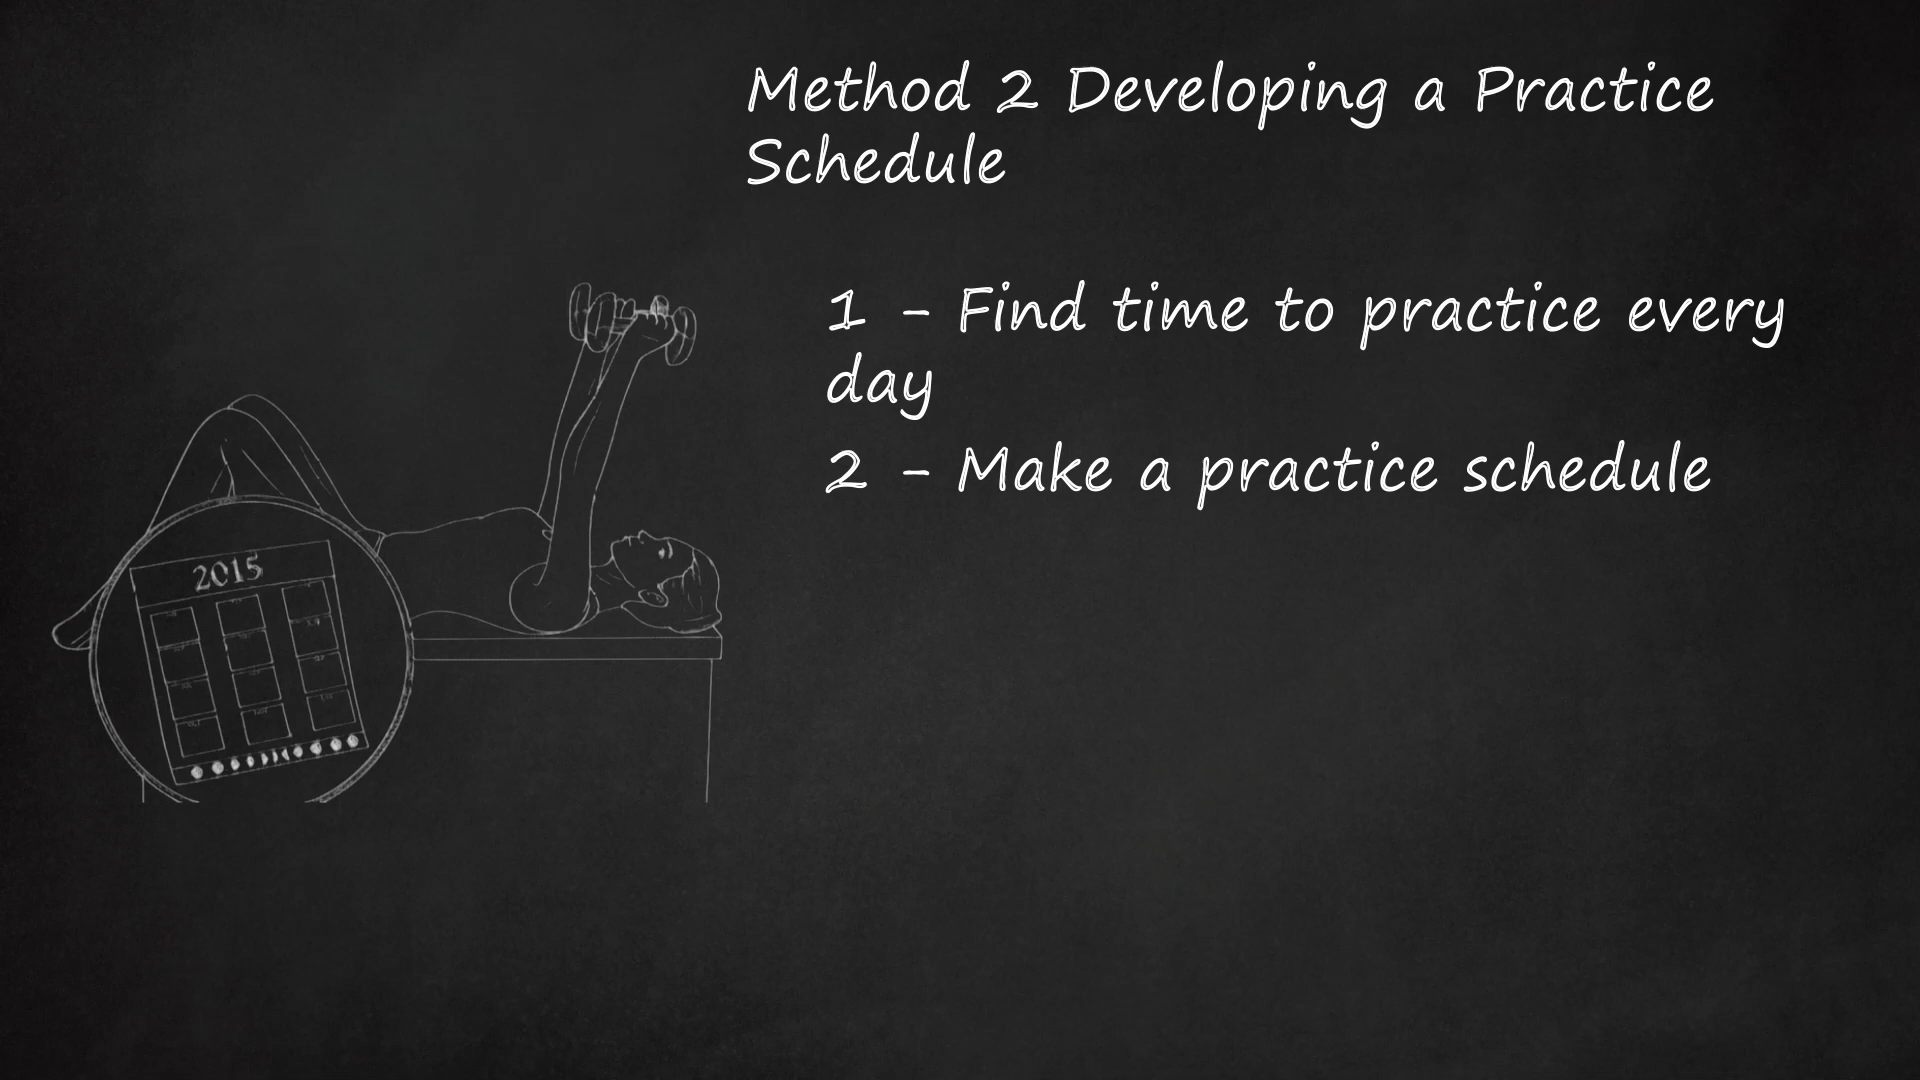 Method 2 Developing a Practice
Schedule
1 - Find time to practice every
day
2 - Make a practice schedule
2015